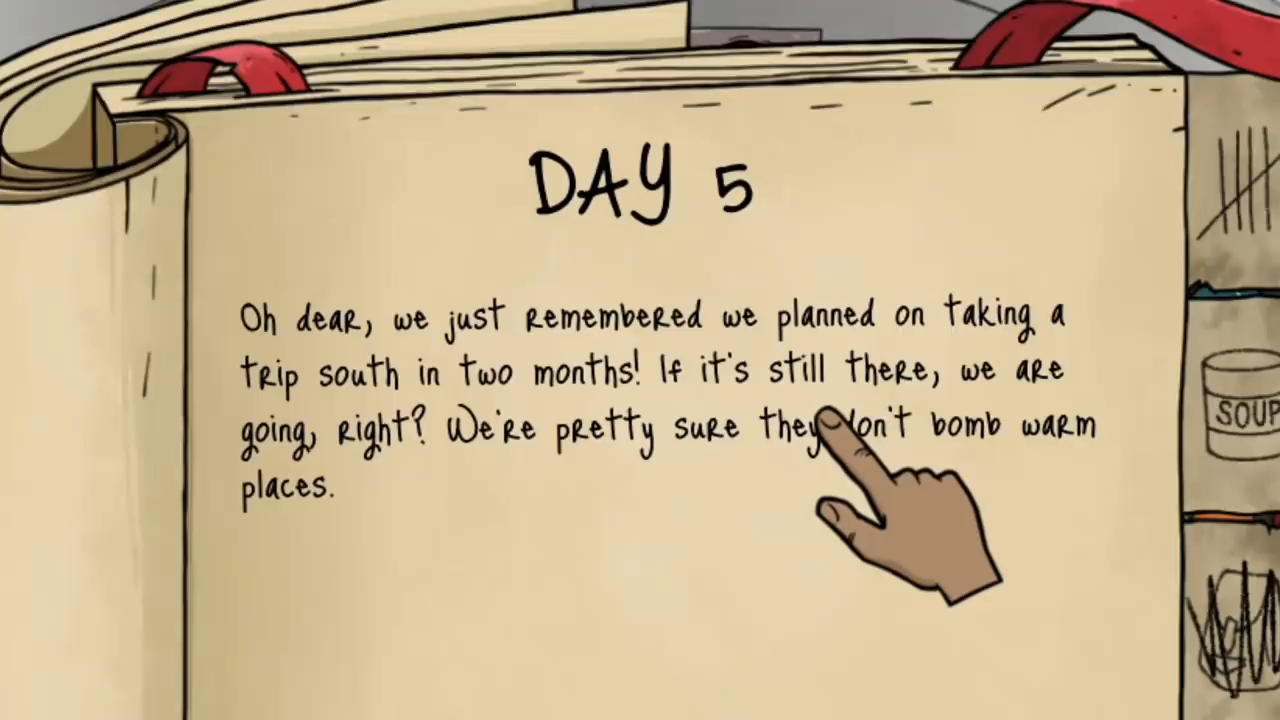 DAY 5
Oh dear, we just remembered we planned on taking a
trip south in two months! If it's still there, we are
going, right? We're pretty sure they don't bomb warm
places.
SOUP